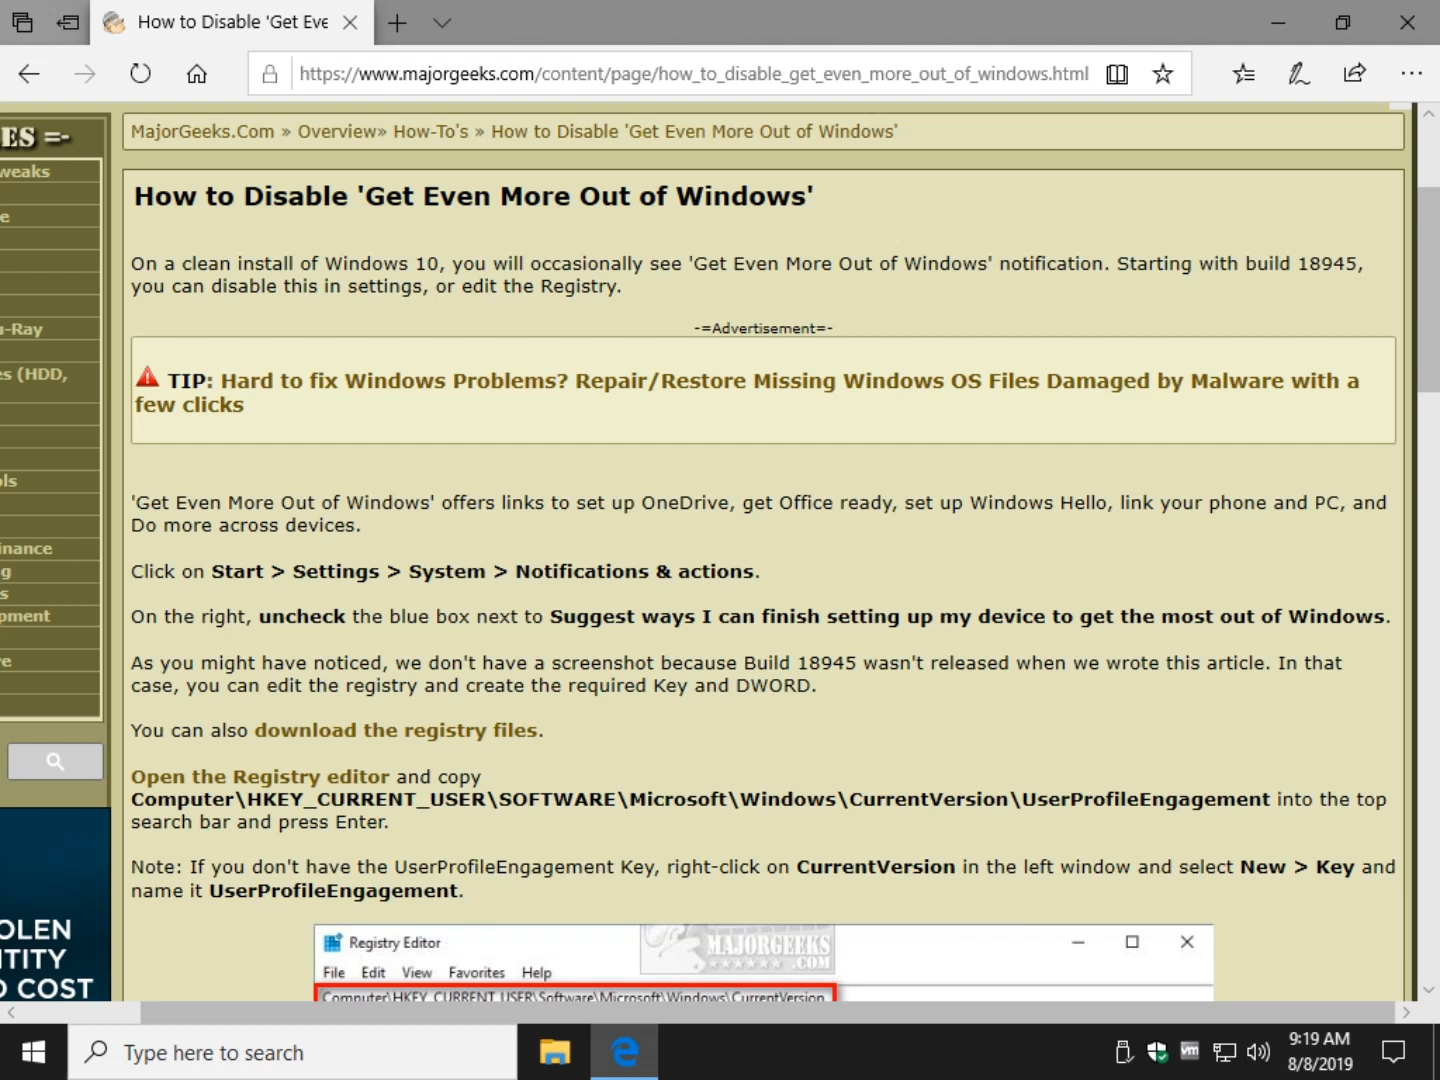 How to Disable 'Get Eve
https://www.majorgeeks.com/content/page/how_to_disable_get_even_more_out_of_windows.html
ES =-
weaks
e
u-Ray
es (HDD,
ols
inance
g
s
pment
e
OLEN
NTITY
O COST
MajorGeeks.Com » Overview» How-To's » How to Disable 'Get Even More Out of Windows'
How to Disable 'Get Even More Out of Windows'
On a clean install of Windows 10, you will occasionally see 'Get Even More Out of Windows' notification. Starting with build 18945,
you can disable this in settings, or edit the Registry.
-=Advertisement=-
TIP: Hard to fix Windows Problems? Repair/Restore Missing Windows OS Files Damaged by Malware with a
few clicks
'Get Even More Out of Windows' offers links to set up OneDrive, get Office ready, set up Windows Hello, link your phone and PC, and
Do more across devices.
Click on Start > Settings > System > Notifications & actions.
On the right, uncheck the blue box next to Suggest ways I can finish setting up my device to get the most out of Windows.
As you might have noticed, we don't have a screenshot because Build 18945 wasn't released when we wrote this article. In that
case, you can edit the registry and create the required Key and DWORD.
You can also download the registry files.
Open the Registry editor and copy
Computer\HKEY_CURRENT_USER\SOFTWARE\Microsoft\Windows\CurrentVersion\UserProfileEngagement into the top
search bar and press Enter.
Note: If you don't have the UserProfileEngagement Key, right-click on CurrentVersion in the left window and select New > Key and
name it UserProfileEngagement.
Registry Editor
MAJORGEEKS
.COM
File Edit View Favorites Help
Computer\HKEY_CURRENT_USER\Software\Microsoft\Windows\CurrentVersion
Type here to search
vm
9:19 AM
8/8/2019